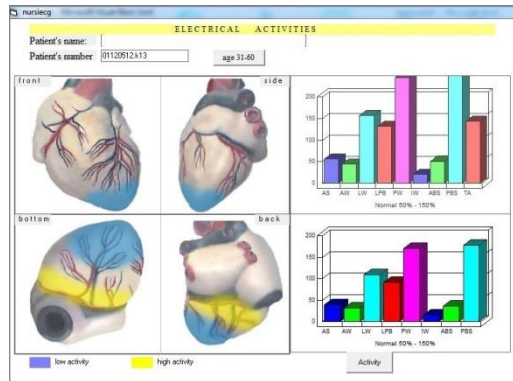 nursiecg
ELECTRICAL ACTIVITIES
Patient's name:
Patient's number 01120512.k13 age 31-60
front side
200
150
100
50
0
AS AW LW LPB PW IW ABS PBS TA
Normal 50% - 150%
bottom back
200
150
100
50
0
AS AW LW LPB PW IW ABS PBS
Normal 50% - 150%
low activity high activity Activity